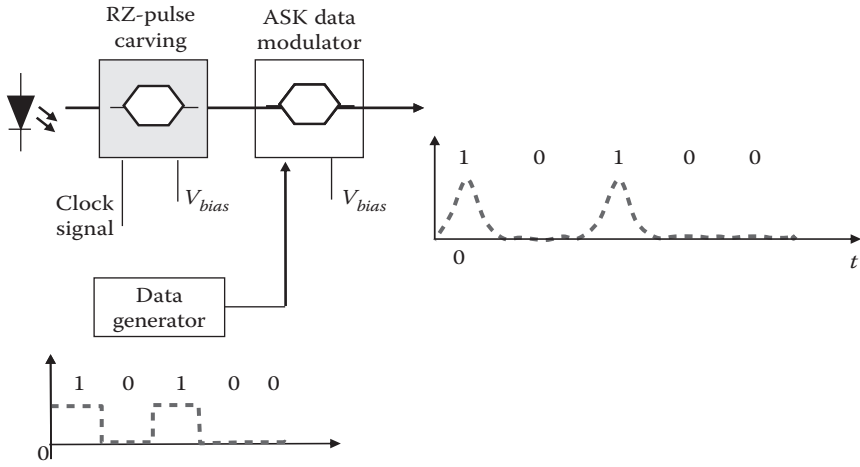 RZ-pulse
carving
ASK data
modulator
Clock
signal
V_bias
V_bias
Data
generator
1 0 1 0 0
0
t
1 0 1 0 0
0